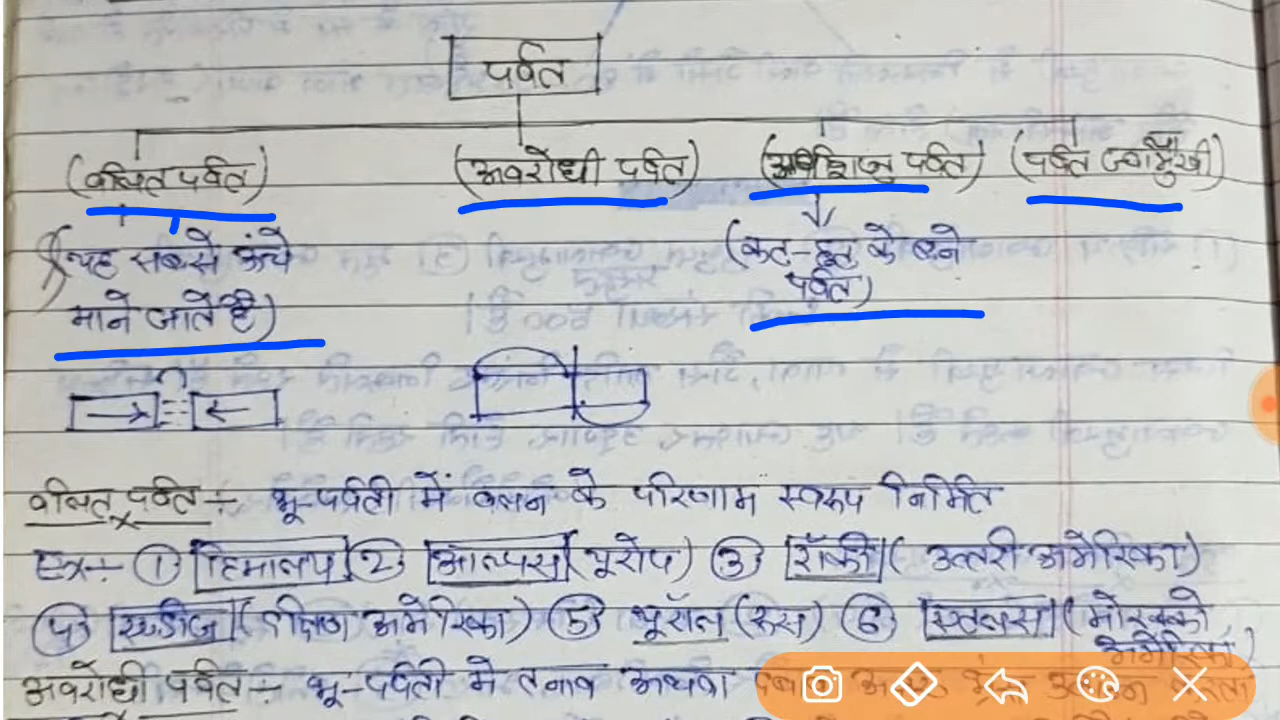 पर्वत
(वलित पर्वत) (अवरोधी पर्वत) (अवशिष्ट पर्वत) (पर्वत ज्वालामुखी)
(यह सबसे ऊंचे (कट-छट के बने
माने जाते है) पर्वत)
वलित पर्वत ÷ भू-पर्पटी में वलन के परिणाम स्वरूप निर्मित
Ex ÷ ① हिमालय ② आल्पस (यूरोप) ③ रॉकी (उत्तरी अमेरिका)
④ एण्डीज (दक्षिण अमेरिका) ⑤ यूरॉल (रूस) ⑥ एटलस (मोरक्को
अवरोधी पर्वत ÷ भू-पर्पटी मे तनाव अथवा